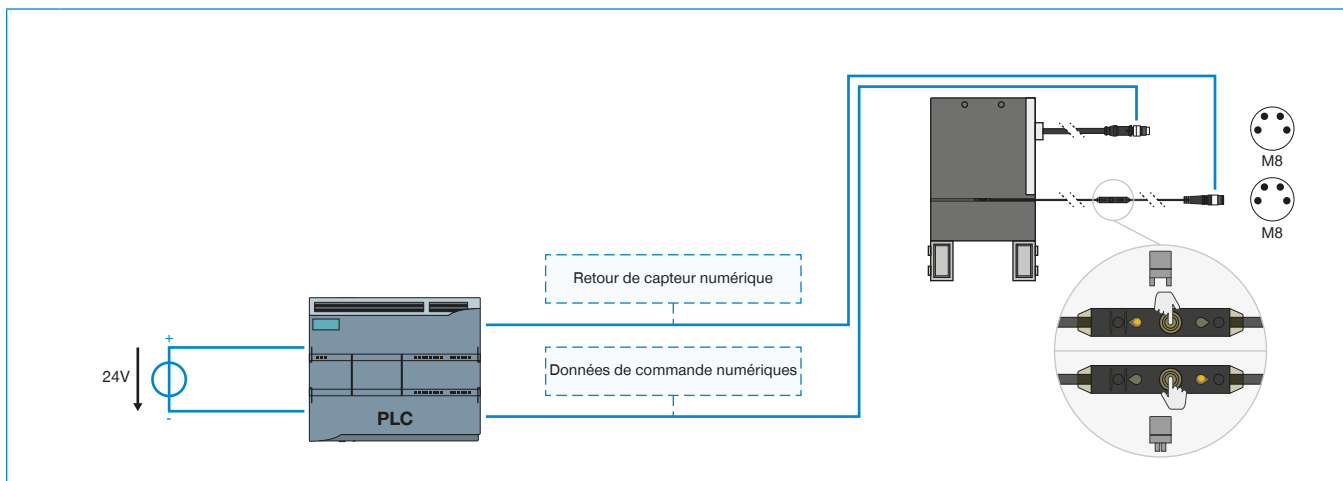 M8
M8
Retour de capteur numérique
+
24V
-
Données de commande numériques
PLC